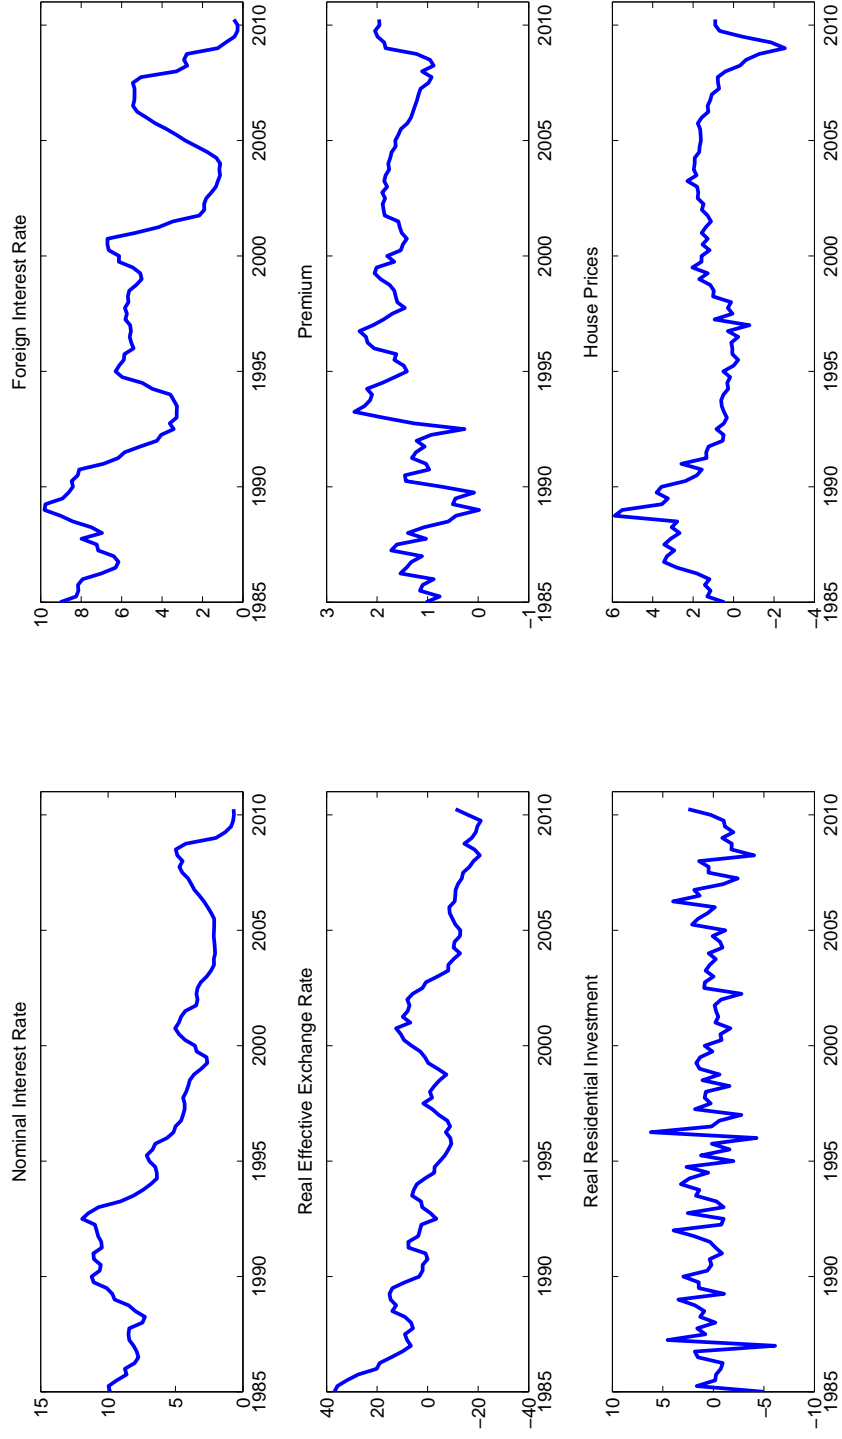 Nominal Interest Rate
15
10
5
0
1985 1990 1995 2000 2005 2010
Foreign Interest Rate
10
8
6
4
2
0
1985 1990 1995 2000 2005 2010
Real Effective Exchange Rate
40
20
0
−20
−40
1985 1990 1995 2000 2005 2010
Premium
3
2
1
0
−1
1985 1990 1995 2000 2005 2010
Real Residential Investment
10
5
0
−5
−10
1985 1990 1995 2000 2005 2010
House Prices
6
4
2
0
−2
−4
1985 1990 1995 2000 2005 2010